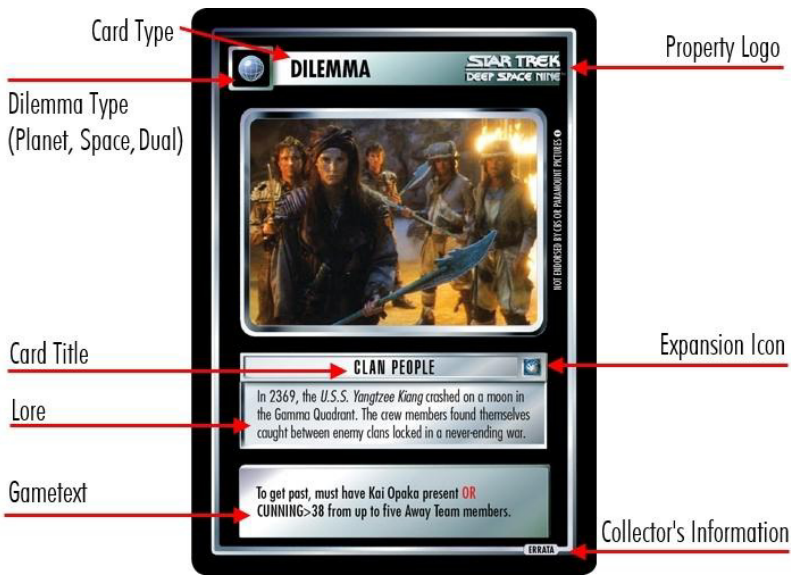 Card Type
Property Logo
DILEMMA
STAR TREK
DEEP SPACE NINE
Dilemma Type
(Planet, Space, Dual)
NOT ENDORSED BY CBS OR PARAMOUNT PICTURES
Card Title
Expansion Icon
CLAN PEOPLE
Lore
In 2369, the U.S.S. Yangtzee Kiang crashed on a moon in
the Gamma Quadrant. The crew members found themselves
caught between enemy clans locked in a never-ending war.
Gametext
To get past, must have Kai Opaka present OR
CUNNING>38 from up to five Away Team members.
Collector's Information
ERRATA